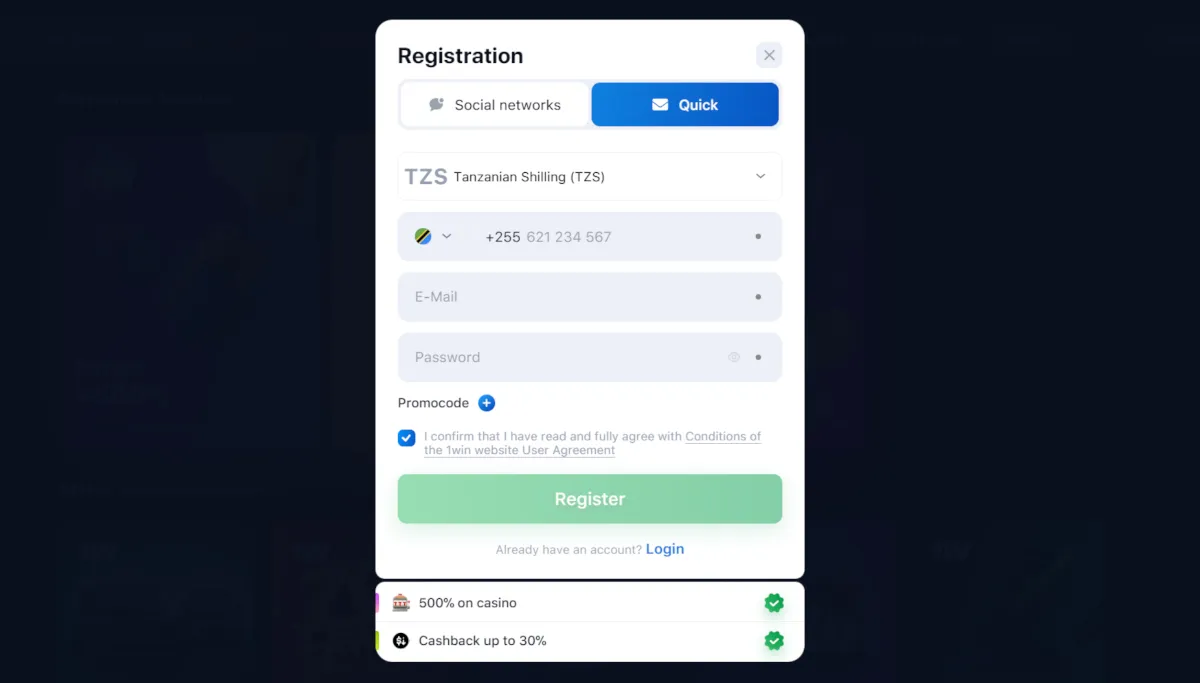 Registration
Social networks
Quick
TZS Tanzanian Shilling (TZS)
+255 621 234 567
E-Mail
Password
Promocode
I confirm that I have read and fully agree with Conditions of
the 1win website User Agreement
Register
Already have an account? Login
500% on casino
Cashback up to 30%